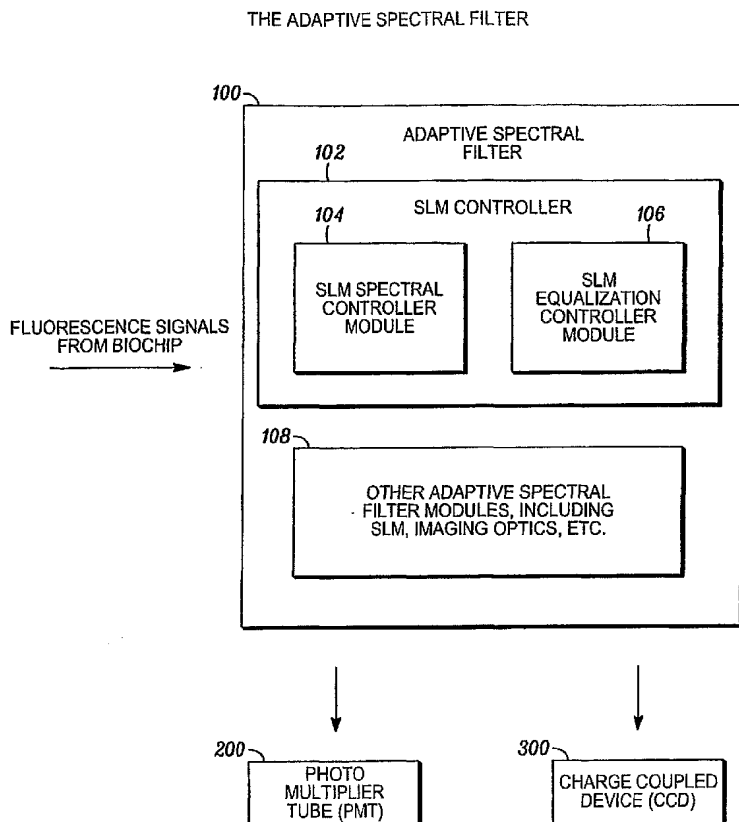 THE ADAPTIVE SPECTRAL FILTER
100
ADAPTIVE SPECTRAL
FILTER
102
SLM CONTROLLER
104
SLM SPECTRAL
CONTROLLER
MODULE
106
SLM
EQUALIZATION
CONTROLLER
MODULE
FLUORESCENCE SIGNALS
FROM BIOCHIP
108
OTHER ADAPTIVE SPECTRAL
FILTER MODULES, INCLUDING
SLM, IMAGING OPTICS, ETC.
200
PHOTO
MULTIPLIER
TUBE (PMT)
300
CHARGE COUPLED
DEVICE (CCD)